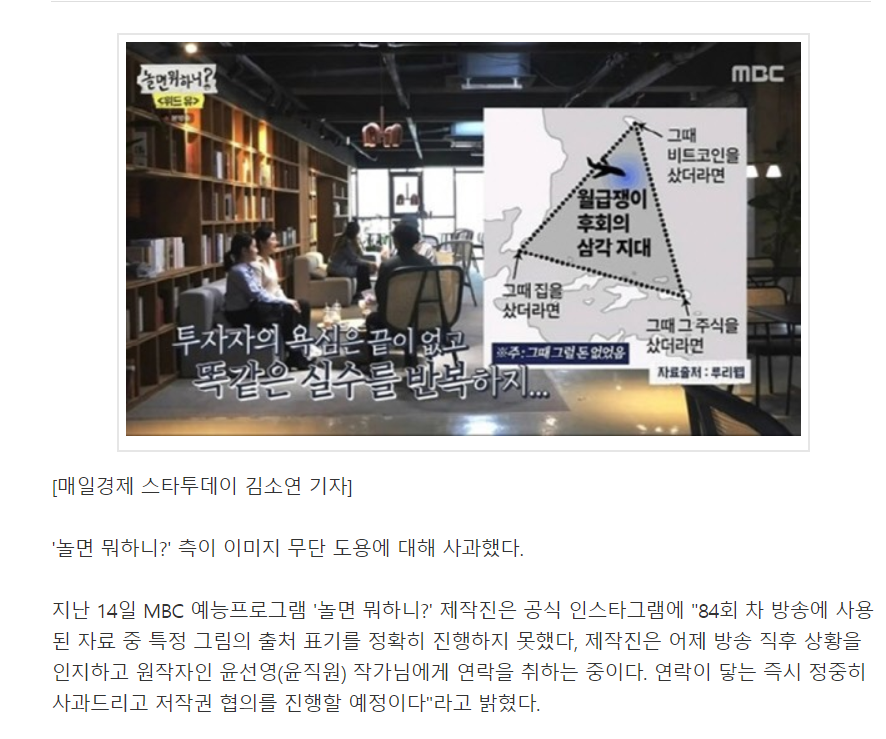 놀면 뭐하니?
<위드 유>
MBC
그때
비트코인을
샀더라면
월급쟁이
후회의
삼각 지대
그때 집을
샀더라면
그때 그 주식을
샀더라면
※주 : 그때 그럴 돈 없었음
자료출처 : 루리웹
투자자의 욕심은 끝이 없고
똑같은 실수를 반복하지...
[매일경제 스타투데이 김소연 기자]
'놀면 뭐하니?' 측이 이미지 무단 도용에 대해 사과했다.
지난 14일 MBC 예능프로그램 '놀면 뭐하니?' 제작진은 공식 인스타그램에 "84회 차 방송에 사용
된 자료 중 특정 그림의 출처 표기를 정확히 진행하지 못했다, 제작진은 어제 방송 직후 상황을
인지하고 원작자인 윤선영(윤직원) 작가님에게 연락을 취하는 중이다. 연락이 닿는 즉시 정중히
사과드리고 저작권 협의를 진행할 예정이다"라고 밝혔다.